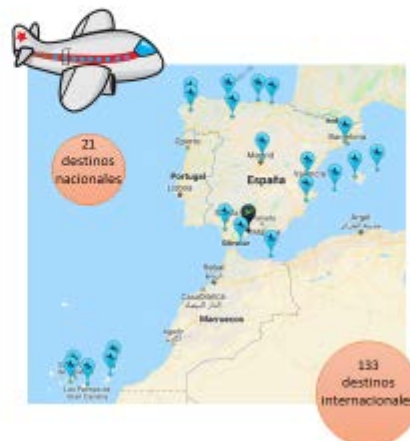 21
destinos
nacionales
Oporto
Barcelona
Madrid
Portugal
Valencia
Lisboa
España
Argel
Gibraltar
Rabat
Casablanca
Marruecos
Las Palmas de
Gran Canaria
133
destinos
internacionales